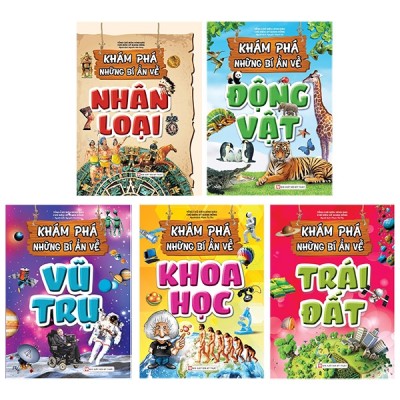 KHÁM PHÁ
NHỮNG BÍ ẨN VỀ
NHÂN
LOẠI
KHÁM PHÁ
NHỮNG BÍ ẨN VỀ
ĐỘNG
VẬT
KHÁM PHÁ
NHỮNG BÍ ẨN VỀ
VŨ
TRỤ
KHÁM PHÁ
NHỮNG BÍ ẨN VỀ
KHOA
HỌC
KHÁM PHÁ
NHỮNG BÍ ẨN VỀ
TRÁI
ĐẤT